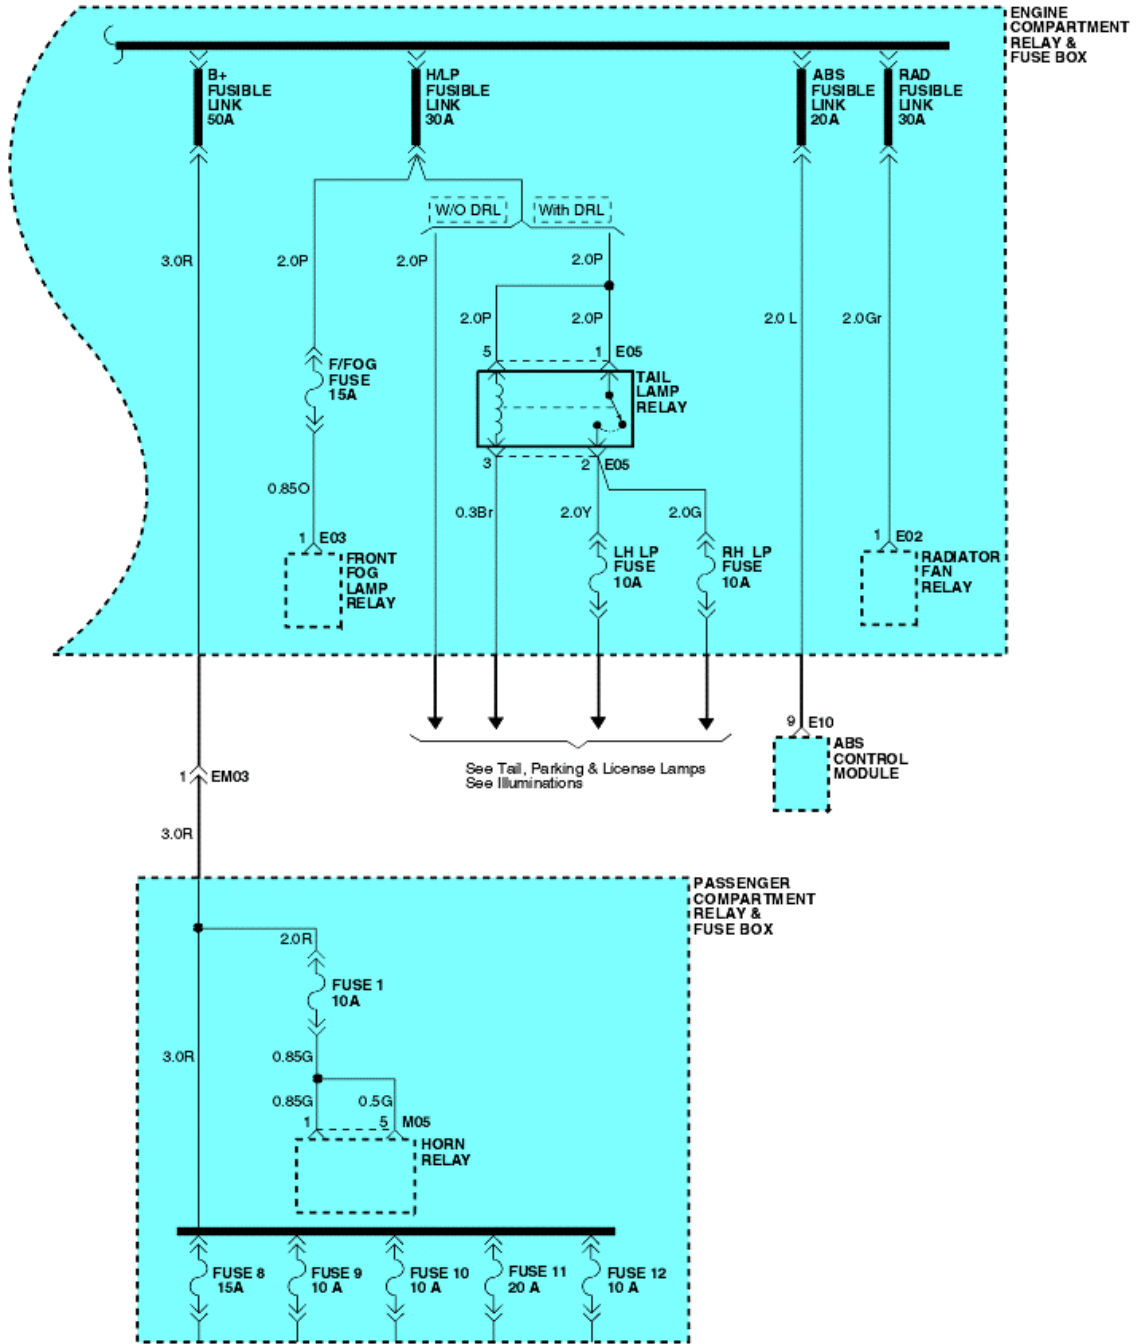 ENGINE
COMPARTMENT
RELAY &
FUSE BOX
B+
FUSIBLE
LINK
50A
H/LP
FUSIBLE
LINK
30A
ABS
FUSIBLE
LINK
20A
RAD
FUSIBLE
LINK
30A
W/O DRL
With DRL
3.0R
2.0P
2.0P
2.0P
2.0P
2.0P
2.0 L
2.0Gr
5
1
E05
F/FOG
FUSE
15A
TAIL
LAMP
RELAY
3
2
E05
0.85O
0.3Br
2.0Y
2.0G
1
E03
FRONT
FOG
LAMP
RELAY
LH LP
FUSE
10A
RH LP
FUSE
10A
1
E02
RADIATOR
FAN
RELAY
9
E10
ABS
CONTROL
MODULE
See Tail, Parking & License Lamps
See Illuminations
1
EM03
3.0R
PASSENGER
COMPARTMENT
RELAY &
FUSE BOX
2.0R
FUSE 1
10A
3.0R
0.85G
0.85G
0.5G
1
5
M05
HORN
RELAY
FUSE 8
15A
FUSE 9
10 A
FUSE 10
10 A
FUSE 11
20 A
FUSE 12
10 A